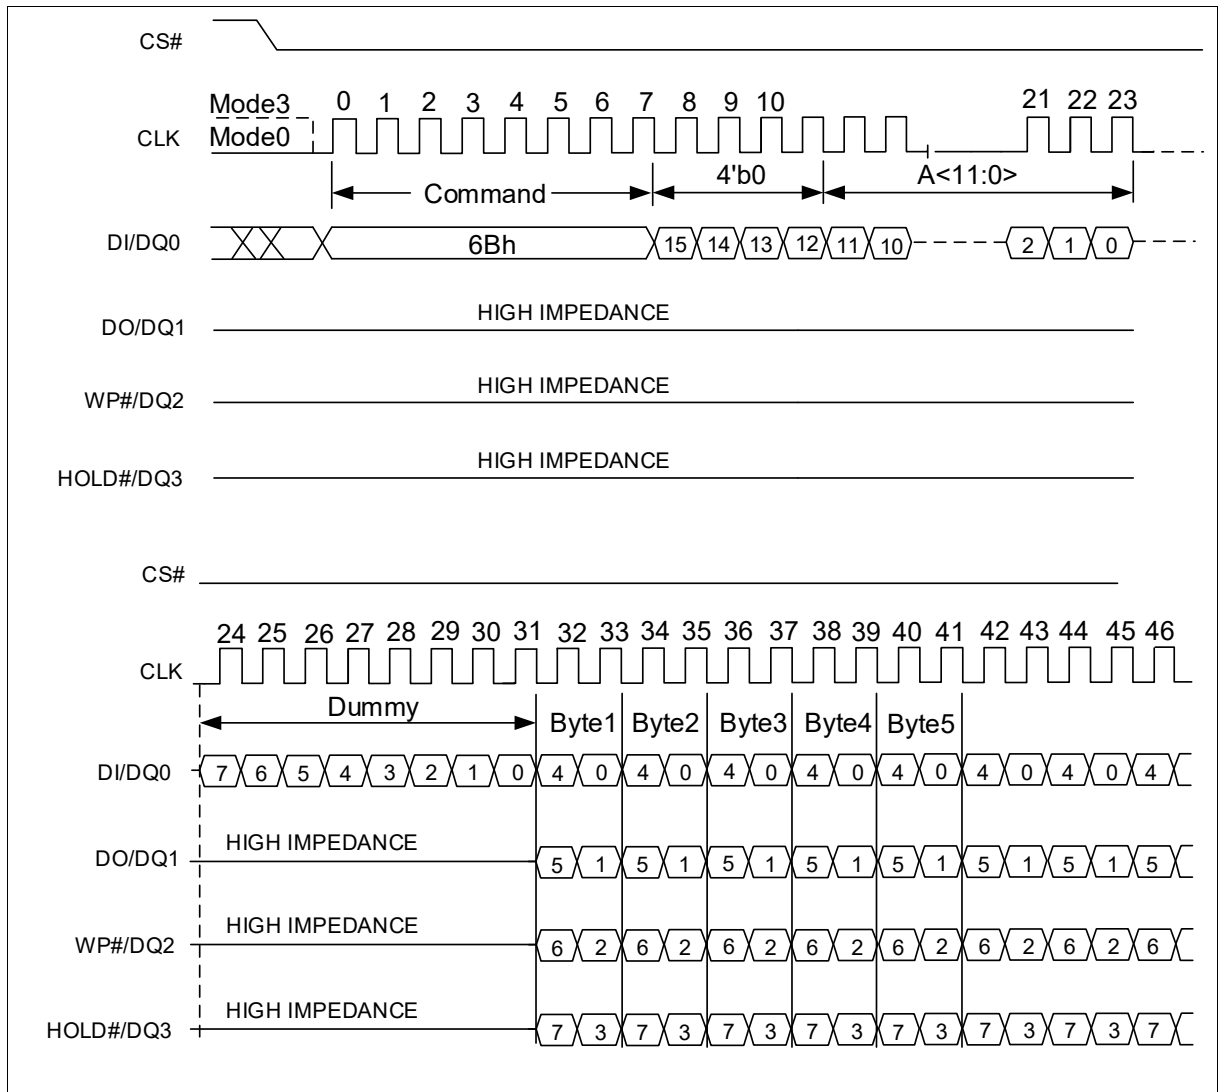 CS#
Mode3 0 1 2 3 4 5 6 7 8 9 10 21 22 23
CLK Mode0
Command 4'b0 A<11:0>
DI/DQ0 6Bh 15 14 13 12 11 10 2 1 0
HIGH IMPEDANCE
DO/DQ1
HIGH IMPEDANCE
WP#/DQ2
HIGH IMPEDANCE
HOLD#/DQ3
CS#
24 25 26 27 28 29 30 31 32 33 34 35 36 37 38 39 40 41 42 43 44 45 46
CLK
Dummy Byte1 Byte2 Byte3 Byte4 Byte5
DI/DQ0 7 6 5 4 3 2 1 0 4 0 4 0 4 0 4 0 4 0 4 0 4 0 4
HIGH IMPEDANCE
DO/DQ1 5 1 5 1 5 1 5 1 5 1 5 1 5 1 5
HIGH IMPEDANCE
WP#/DQ2 6 2 6 2 6 2 6 2 6 2 6 2 6 2 6
HIGH IMPEDANCE
HOLD#/DQ3 7 3 7 3 7 3 7 3 7 3 7 3 7 3 7